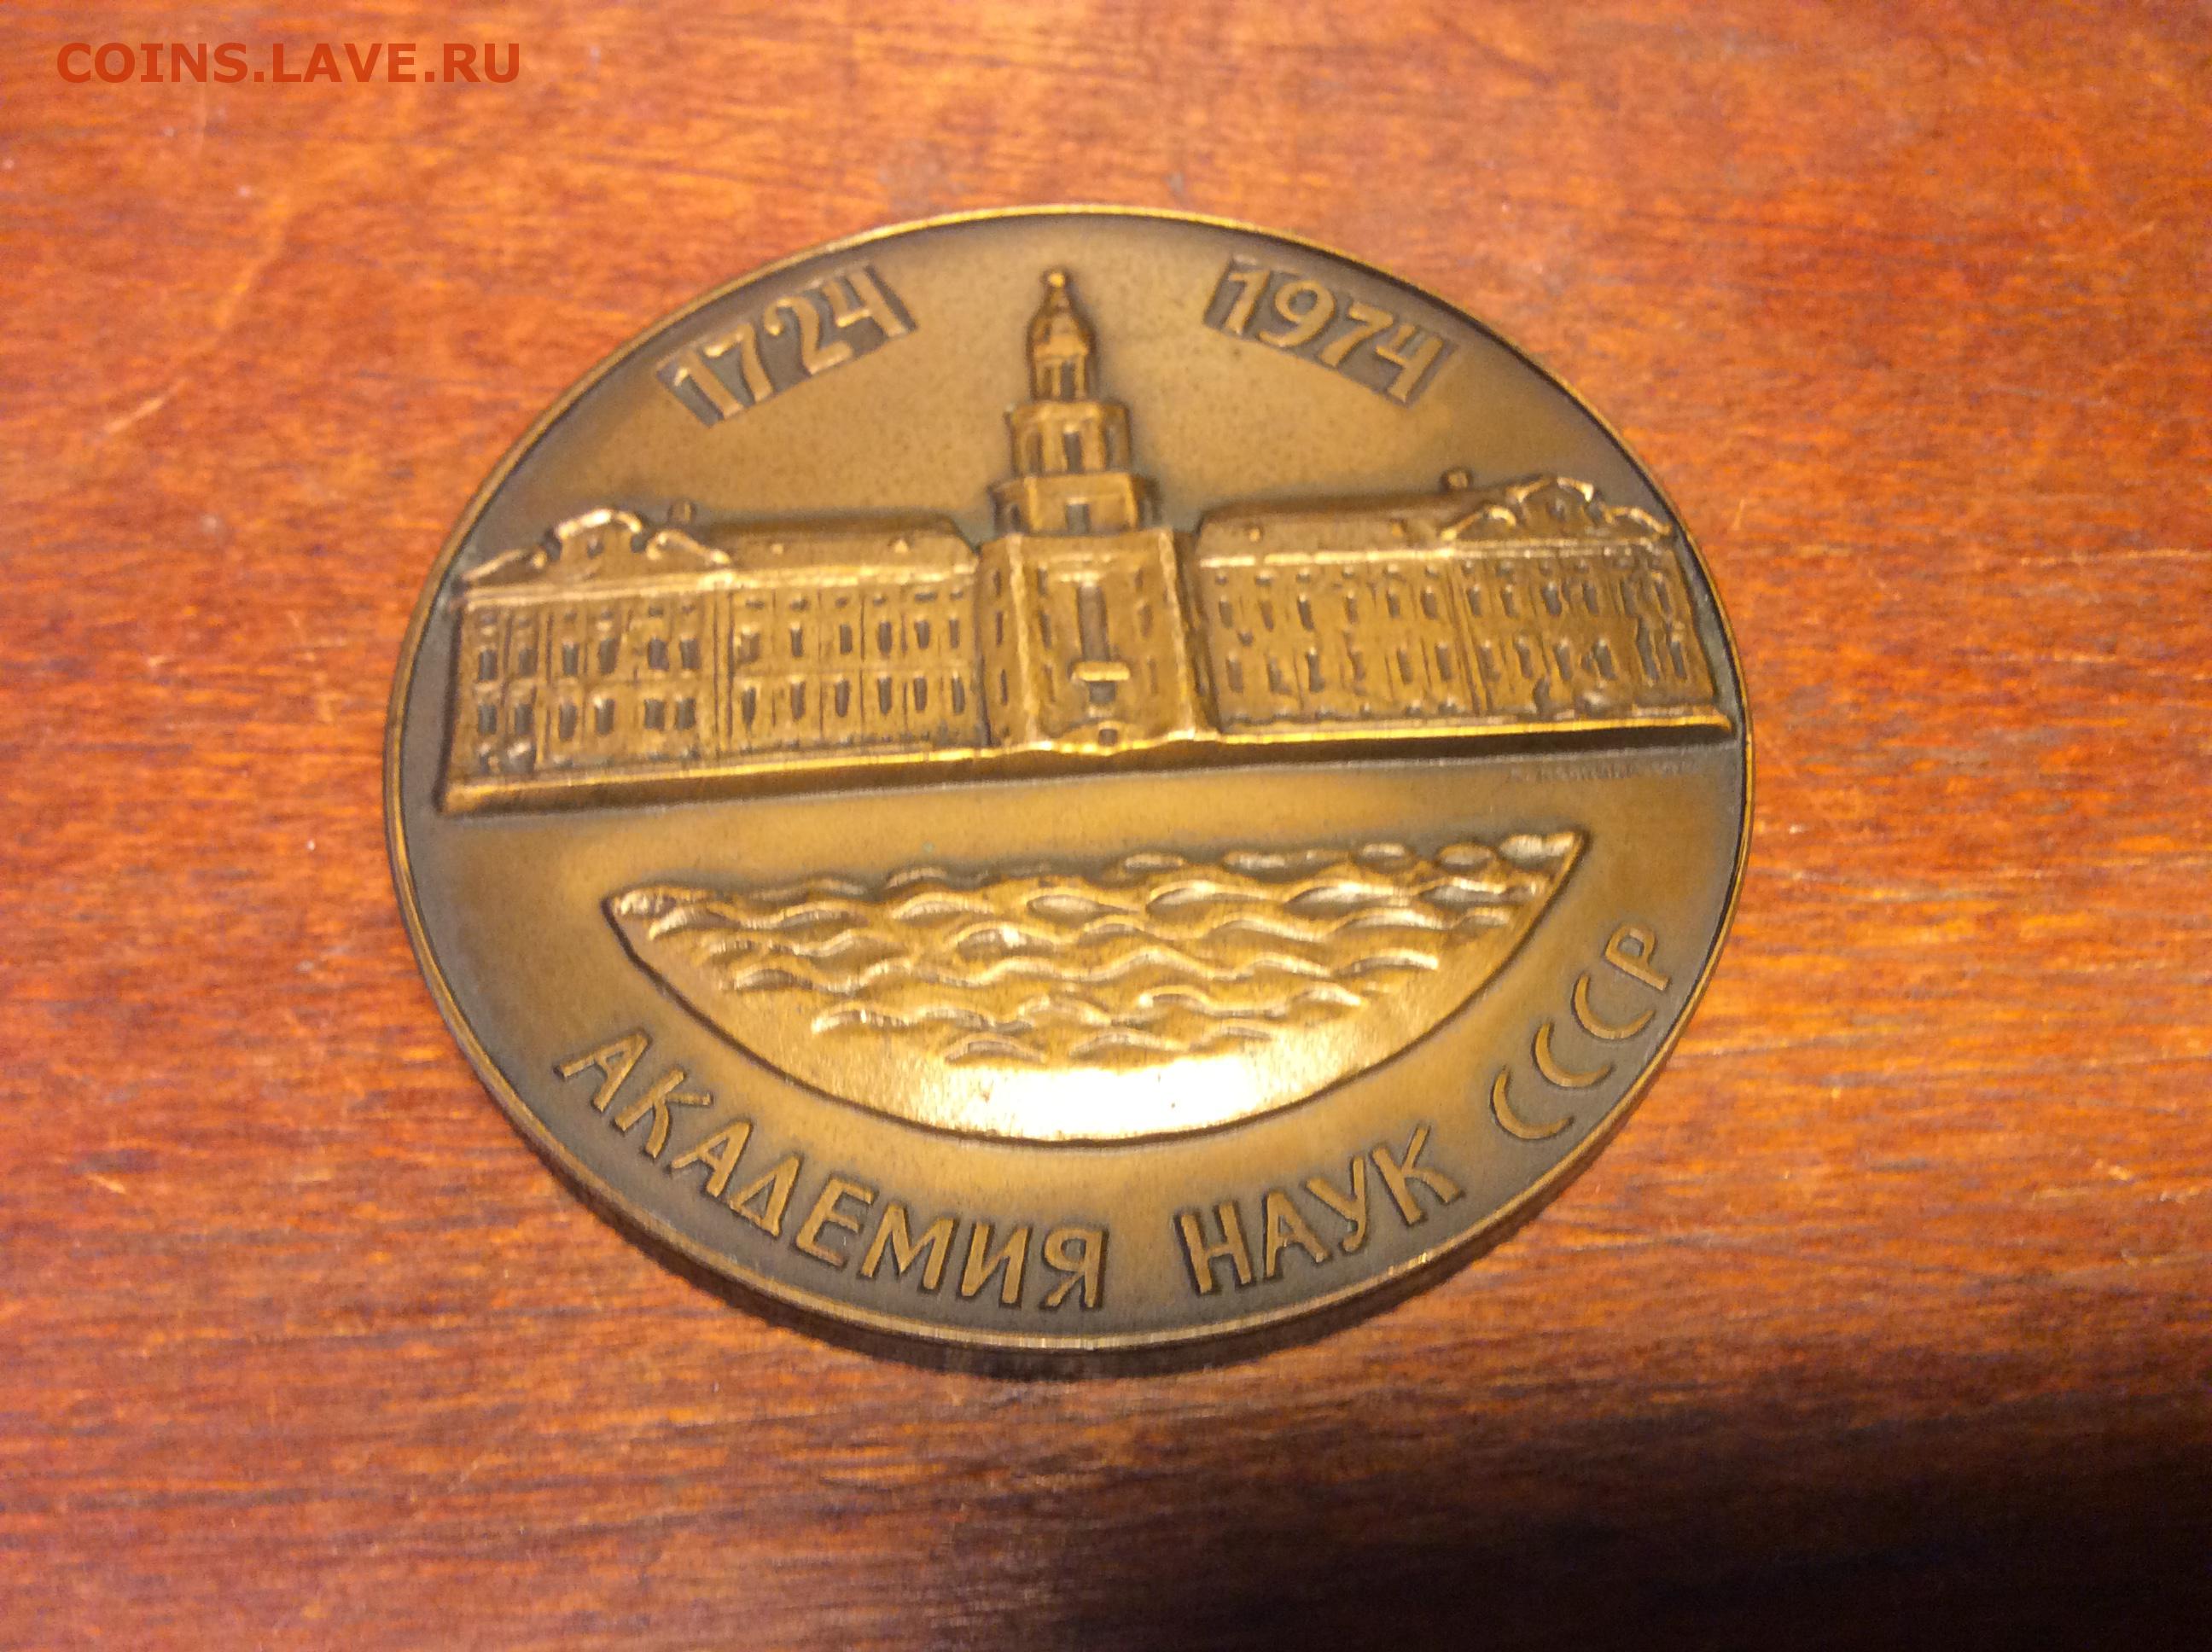 COINS.LAVE.RU
1724 1974
АКАДЕМИЯ НАУК СССР